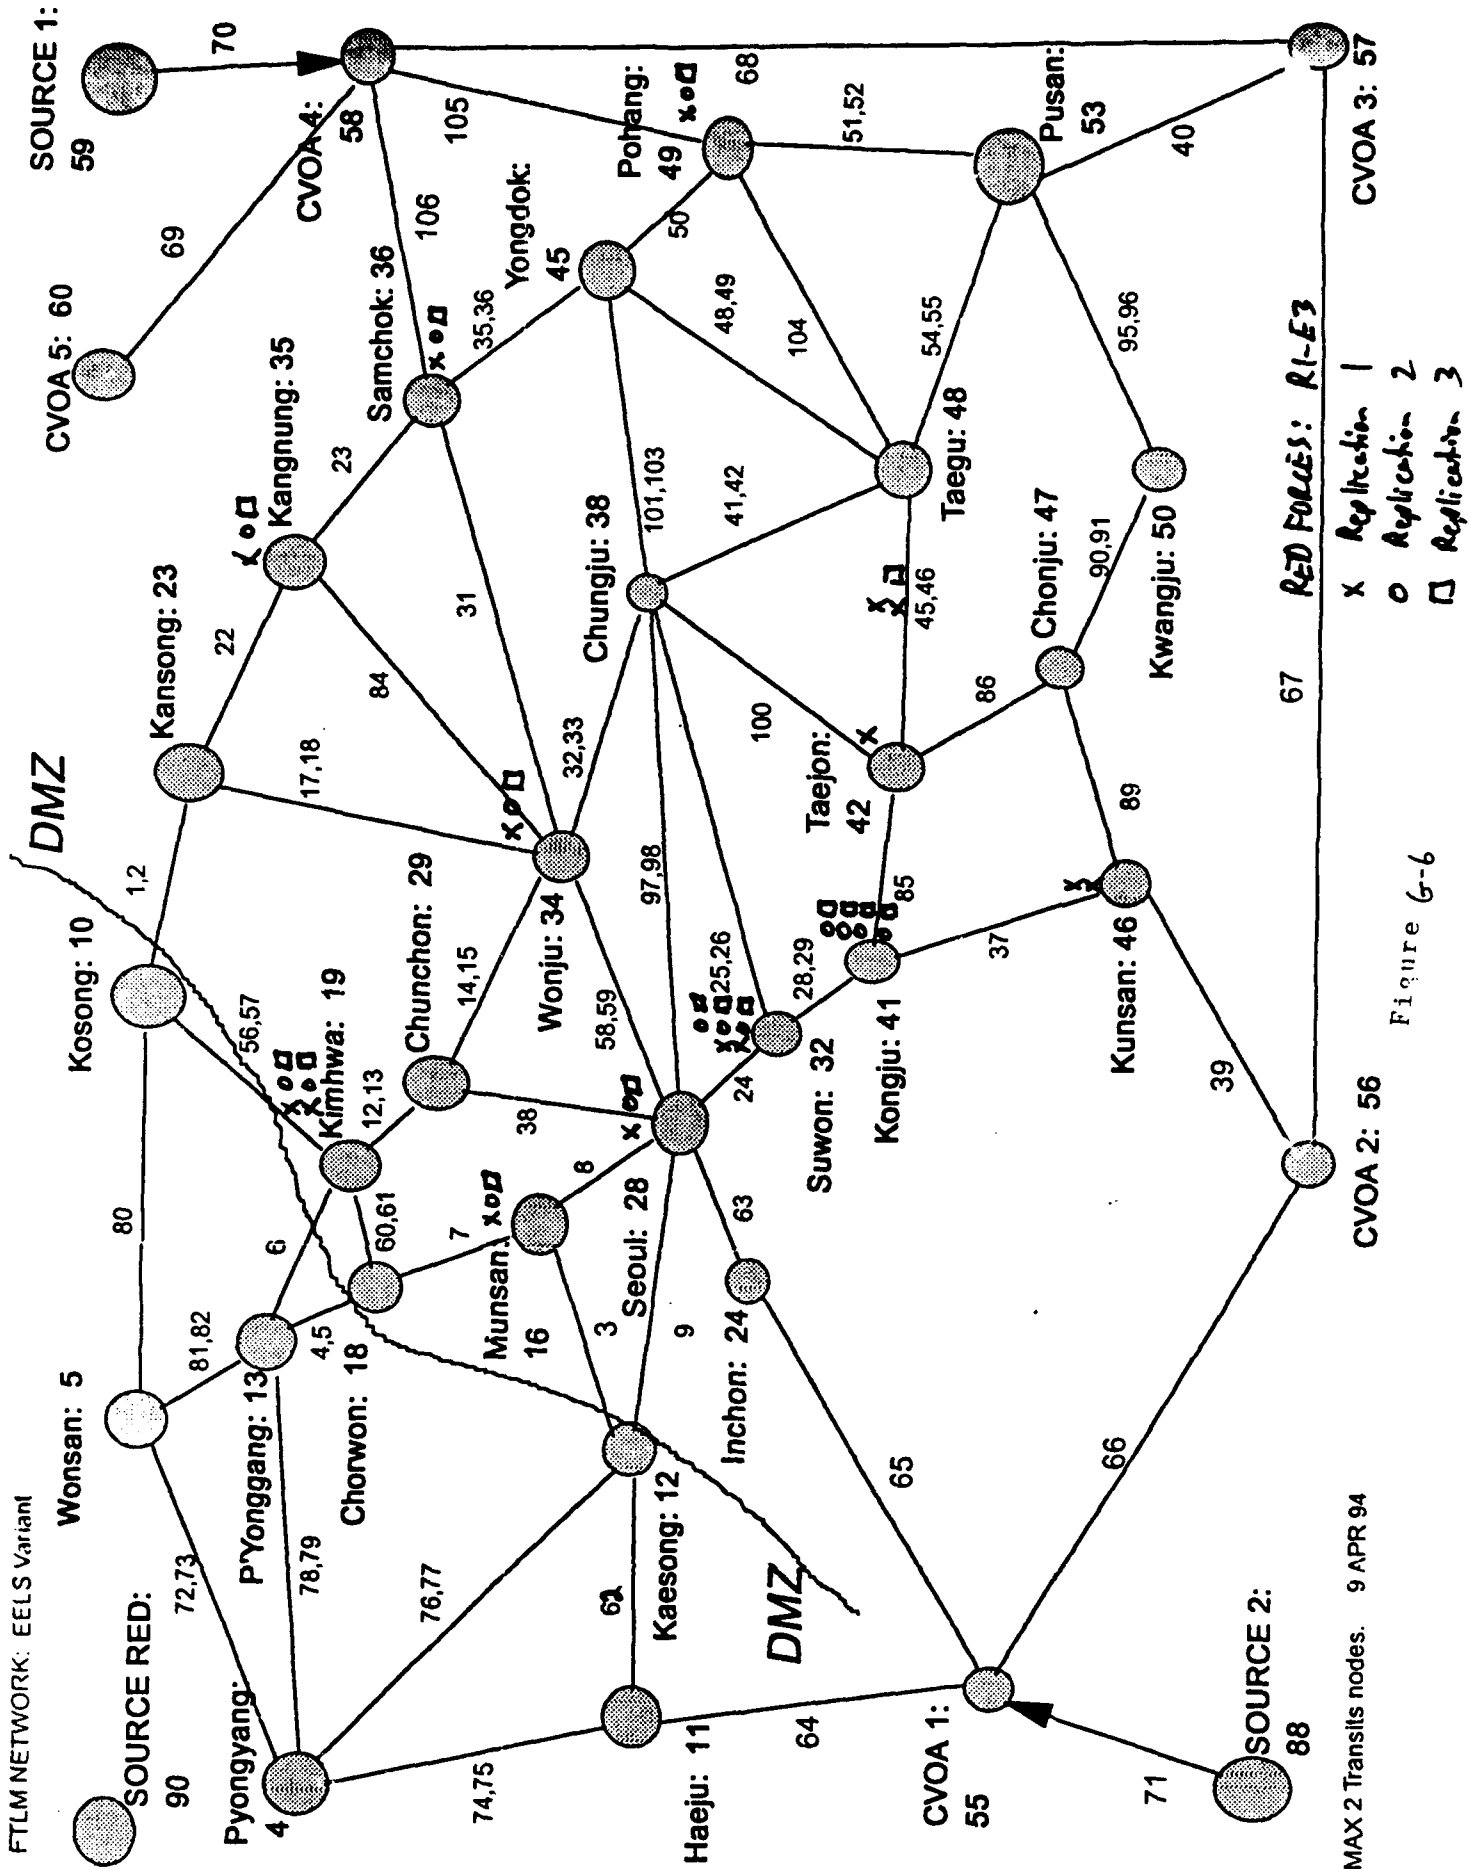 FTLM NETWORK: EELS Variant
SOURCE RED:
90
Wonsan: 5
Kosong: 10
DMZ
Kansong: 23
Kangnung: 35
CVOA 5: 60
SOURCE 1:
59
70
69
80
1,2
22
23
72,73
81,82
56,57
17,18
84
Samchok: 36
106
CVOA 4:
58
105
Pyongyang:
4
P'Yonggang: 13
78,79
4,5
6
60,61
Kimhwa: 19
x o □
x o □
12,13
Chunchon: 29
14,15
x o □
31
x o □
35,36
Yongdok:
45
50
Pohang:
49
x o □
68
Chorwon: 18
7
Munsan:
16
x o □
8
38
Wonju: 34
58,59
x o □
32,33
Chungju: 38
101,103
48,49
104
51,52
76,77
74,75
62
Kaesong: 12
3
9
Seoul: 28
x o □
97,98
100
41,42
54,55
Pusan:
53
Haeju: 11
DMZ
Inchon: 24
63
24
o □
x o □
x o □
25,26
Suwon: 32
28,29
Kongju: 41
o □
o □
o □
o □
85
Taejon:
42
x
x
x □
45,46
Taegu: 48
95,96
40
64
65
CVOA 1:
55
37
86
Chonju: 47
90,91
Kwangju: 50
89
x
x
Kunsan: 46
39
66
71
SOURCE 2:
88
CVOA 2: 56
67
CVOA 3: 57
RED FORCES: R1-E3
x Replication 1
o Replication 2
□ Replication 3
MAX 2 Transits nodes. 9 APR 94
Figure G-6